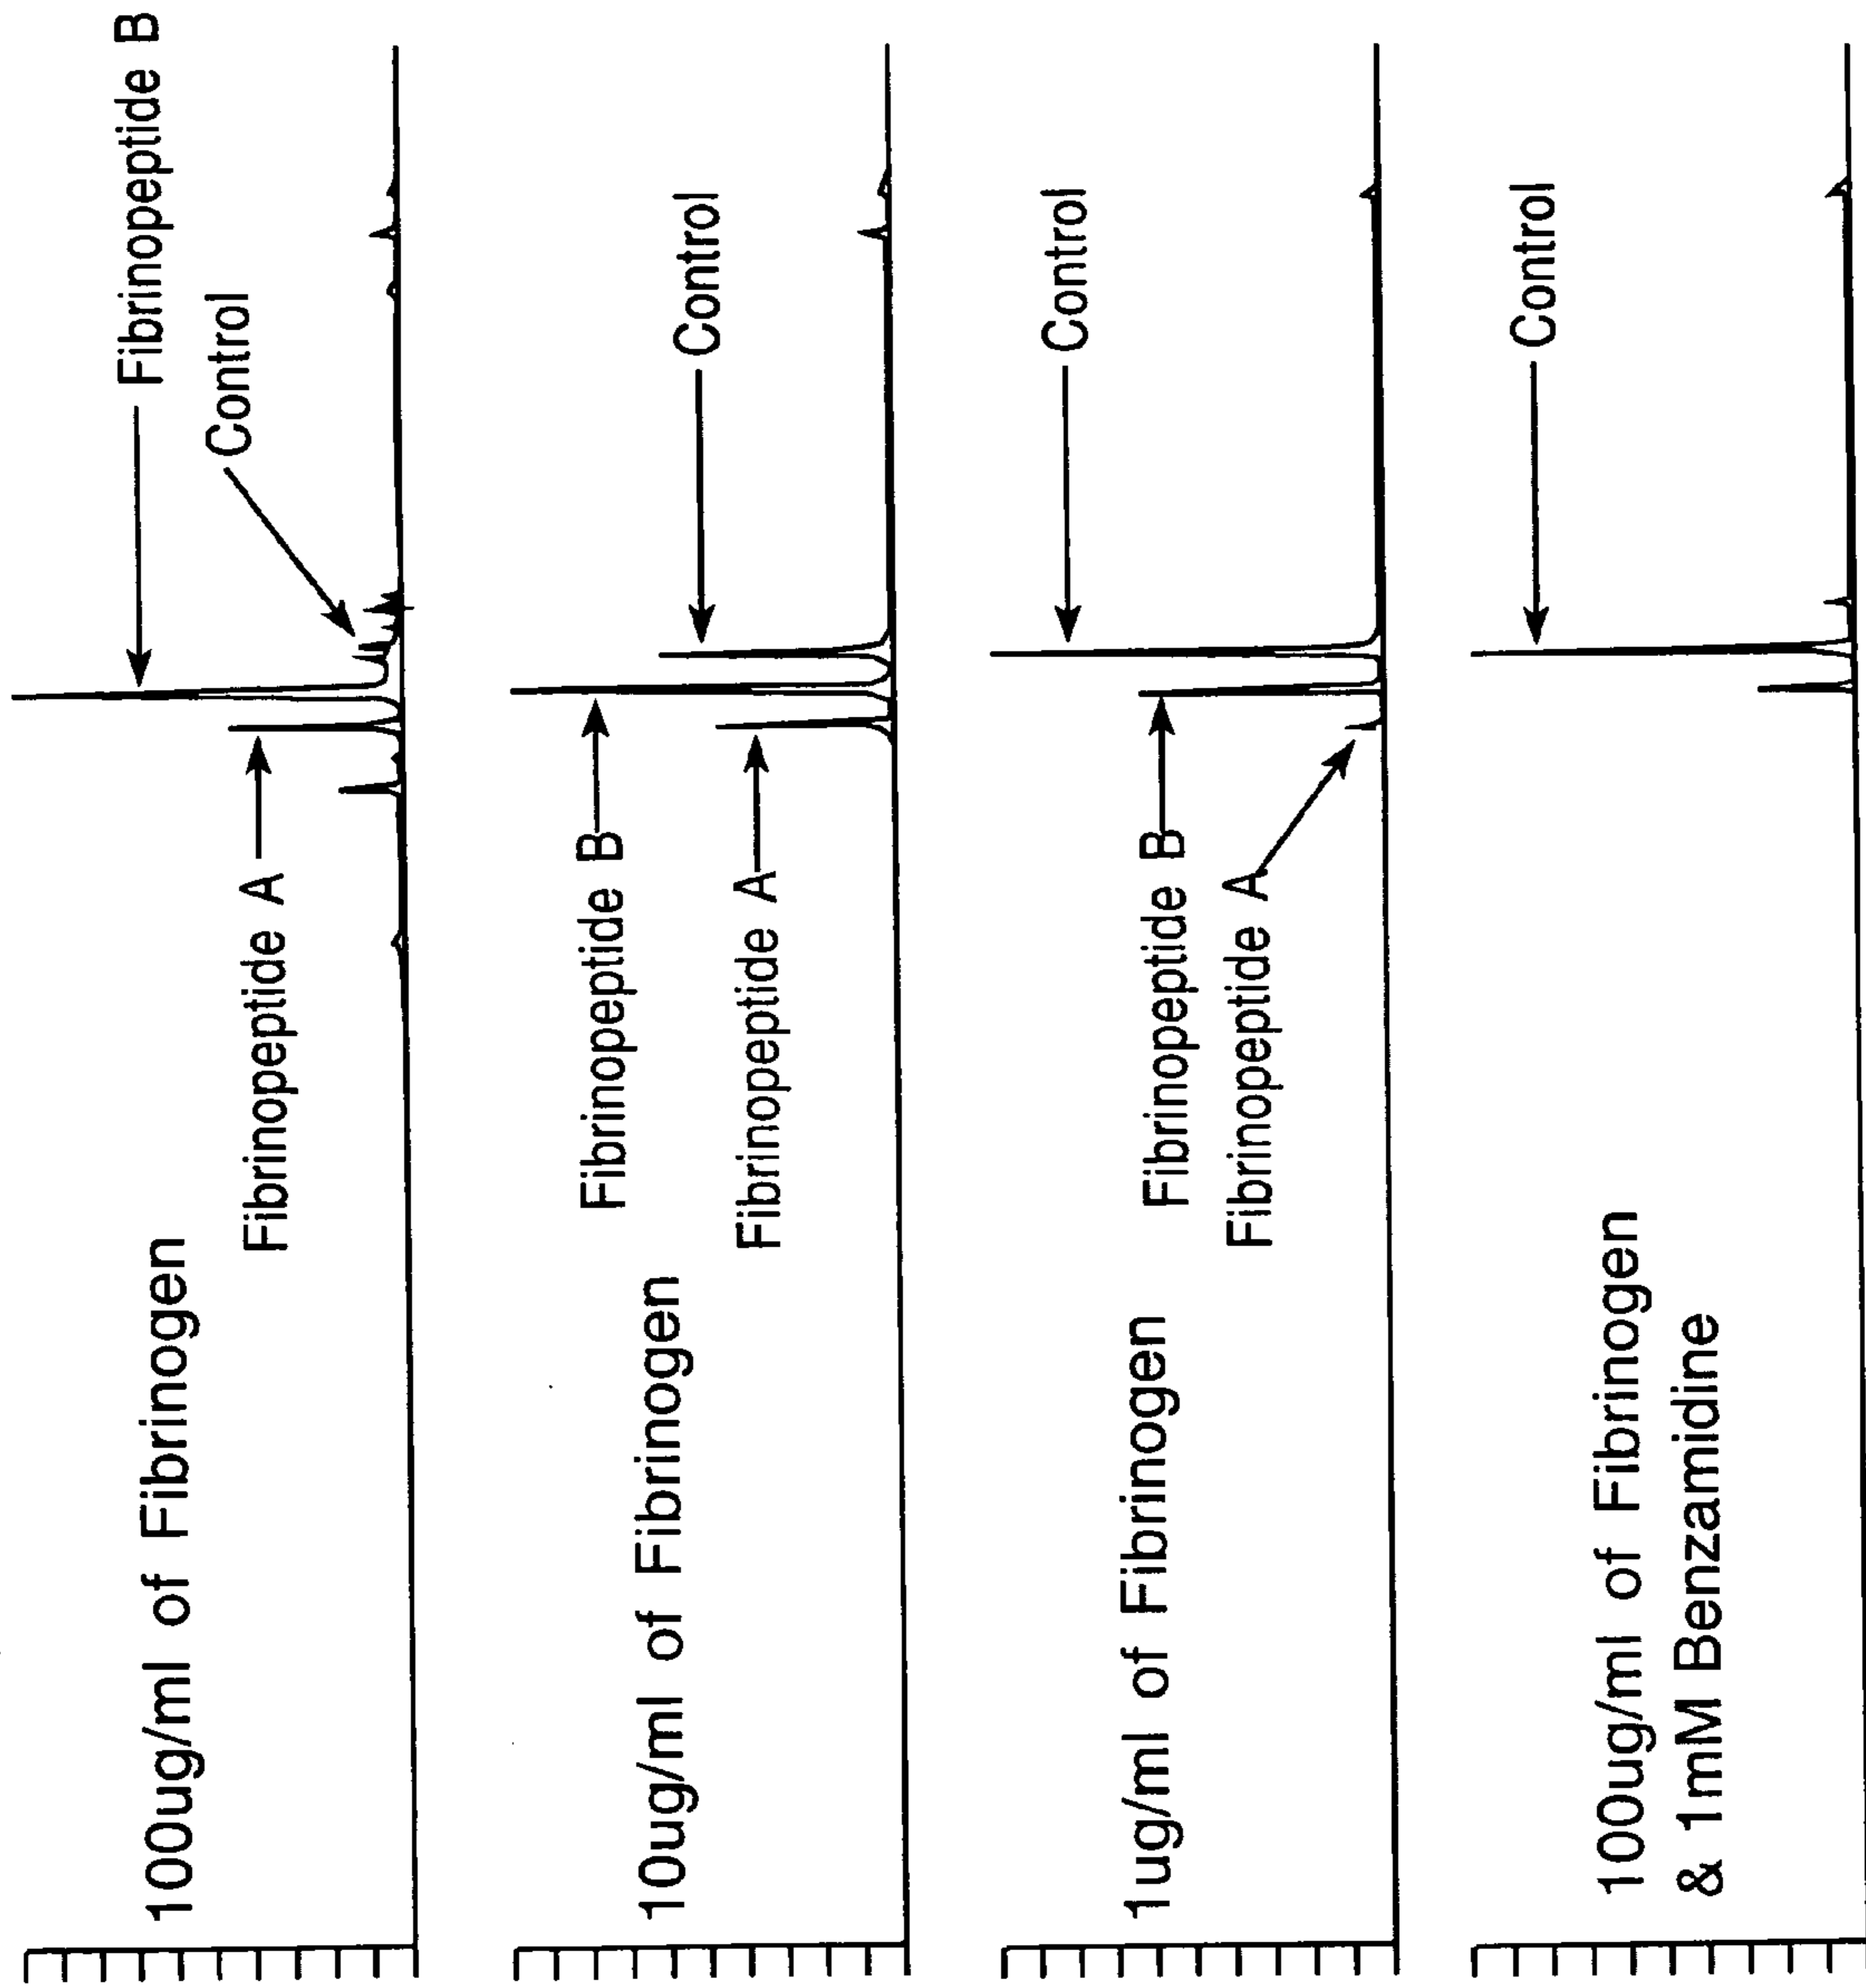 100ug/ml of Fibrinogen
Fibrinopeptide A
Fibrinopeptide B
Control
10ug/ml of Fibrinogen
Fibrinopeptide B
Fibrinopeptide A
Control
1ug/ml of Fibrinogen
Fibrinopeptide B
Fibrinopeptide A
Control
100ug/ml of Fibrinogen
& 1mM Benzamidine
Control